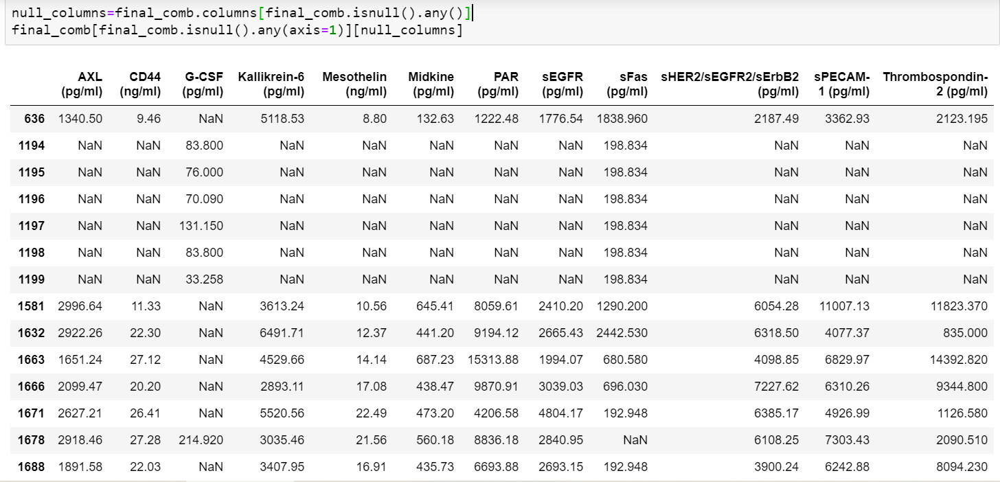 null_columns=final_comb.columns[final_comb.isnull().any()]
final_comb[final_comb.isnull().any(axis=1)][null_columns]
AXL CD44 G-CSF Kallikrein-6 Mesothelin Midkine PAR sEGFR sFas sHER2/sEGFR2/sErbB2 sPECAM- Thrombospondin-
(pg/ml) (ng/ml) (pg/ml) (pg/ml) (ng/ml) (pg/ml) (pg/ml) (pg/ml) (pg/ml) (pg/ml) 1 (pg/ml) 2 (pg/ml)
636 1340.50 9.46 NaN 5118.53 8.80 132.63 1222.48 1776.54 1838.960 2187.49 3362.93 2123.195
1194 NaN NaN 83.800 NaN NaN NaN NaN NaN 198.834 NaN NaN NaN
1195 NaN NaN 76.000 NaN NaN NaN NaN NaN 198.834 NaN NaN NaN
1196 NaN NaN 70.090 NaN NaN NaN NaN NaN 198.834 NaN NaN NaN
1197 NaN NaN 131.150 NaN NaN NaN NaN NaN 198.834 NaN NaN NaN
1198 NaN NaN 83.800 NaN NaN NaN NaN NaN 198.834 NaN NaN NaN
1199 NaN NaN 33.258 NaN NaN NaN NaN NaN 198.834 NaN NaN NaN
1581 2996.64 11.33 NaN 3613.24 10.56 645.41 8059.61 2410.20 1290.200 6054.28 11007.13 11823.370
1632 2922.26 22.30 NaN 6491.71 12.37 441.20 9194.12 2665.43 2442.530 6318.50 4077.37 835.000
1663 1651.24 27.12 NaN 4529.66 14.14 687.23 15313.88 1994.07 680.580 4098.85 6829.97 14392.820
1666 2099.47 20.20 NaN 2893.11 17.08 438.47 9870.91 3039.03 696.030 7227.62 6310.26 9344.800
1671 2627.21 26.41 NaN 5520.56 22.49 473.20 4206.58 4804.17 192.948 6385.17 4926.99 1126.580
1678 2918.46 27.28 214.920 3035.46 21.56 560.18 8836.18 2840.95 NaN 6108.25 7303.43 2090.510
1688 1891.58 22.03 NaN 3407.95 16.91 435.73 6693.88 2693.15 192.948 3900.24 6242.88 8094.230